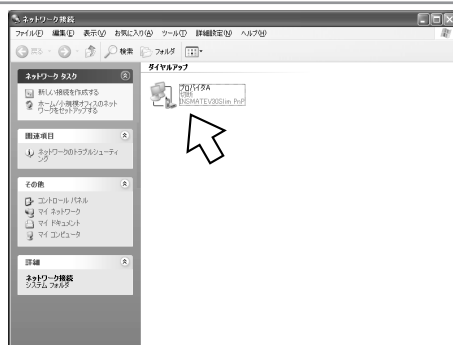 ネットワーク接続
ファイル(F) 編集(E) 表示(V) お気に入り(A) ツール(T) 詳細設定(N) ヘルプ(H)
戻る 検索 フォルダ
ネットワーク タスク
新しい接続を作成する
ホーム/小規模オフィスのネット
ワークをセットアップする
関連項目
ネットワークのトラブルシューティ
ング
その他
コントロール パネル
マイ ネットワーク
マイ ドキュメント
マイ コンピュータ
詳細
ネットワーク接続
システム フォルダ
ダイヤルアップ
プロバイダA
切断
INSMATEV30Slim PnP